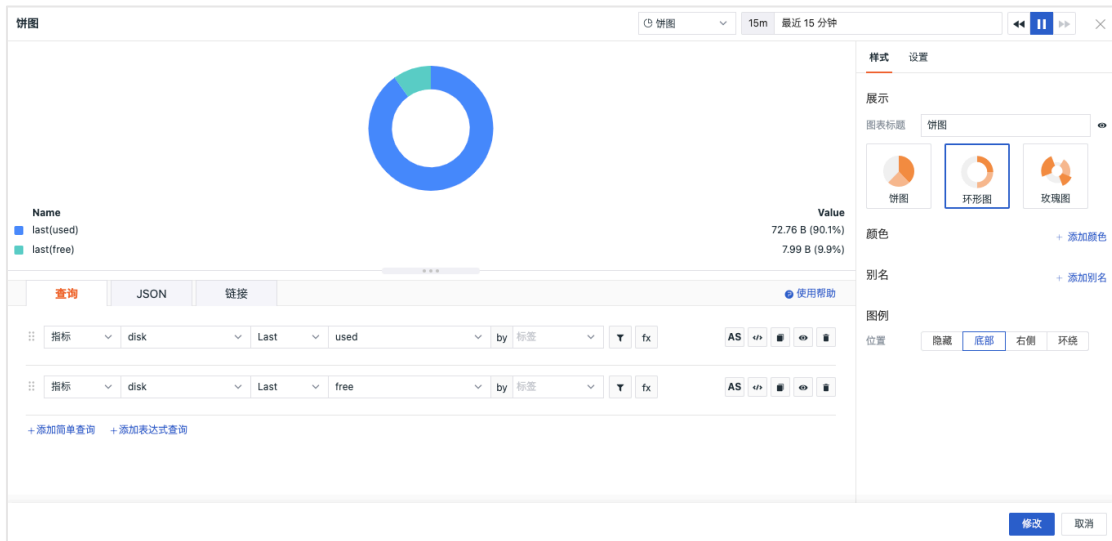 饼图 饼图 15m 最近 15 分钟
样式 设置
展示
图表标题 饼图
饼图 环形图 玫瑰图
Name Value
last(used) 72.76 B (90.1%)
last(free) 7.99 B (9.9%)
颜色 + 添加颜色
别名 + 添加别名
图例
位置 隐藏 底部 右侧 环绕
查询 JSON 链接 使用帮助
指标 disk Last used by 标签 fx AS </>
指标 disk Last free by 标签 fx AS </>
+添加简单查询 +添加表达式查询
修改 取消